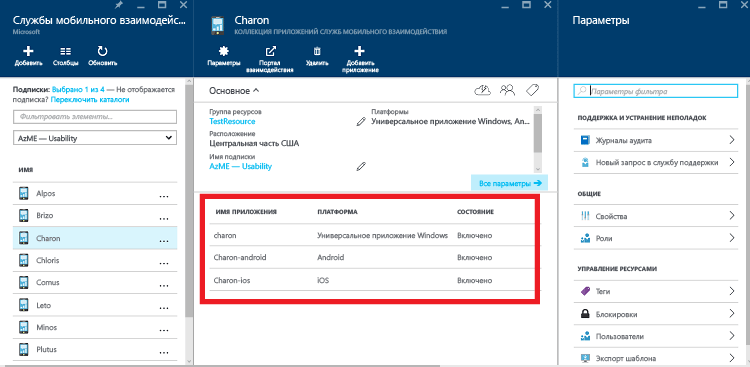 Службы мобильного взаимодейс...
Microsoft
Добавить
Столбцы
Обновить
Подписки: Выбрано 1 из 4 — Не отображается
подписка? Переключить каталоги
Фильтровать элементы...
AzME — Usability
ИМЯ
Alpos
Brizo
Charon
Chloris
Comus
Leto
Minos
Plutus
Charon
КОЛЛЕКЦИЯ ПРИЛОЖЕНИЙ СЛУЖБ МОБИЛЬНОГО ВЗАИМОДЕЙСТВИЯ
Параметры
Портал
взаимодействия
Удалить
Добавить
приложение
Основное
Группа ресурсов
TestResource
Расположение
Центральная часть США
Имя подписки
AzME — Usability
Платформы
Универсальное приложение Windows, An...
Все параметры
ИМЯ ПРИЛОЖЕНИЯ ПЛАТФОРМА СОСТОЯНИЕ
charon Универсальное приложение Windows Включено
Charon-android Android Включено
Charon-ios iOS Включено
Параметры
Параметры фильтра
ПОДДЕРЖКА И УСТРАНЕНИЕ НЕПОЛАДОК
Журналы аудита
Новый запрос в службу поддержки
ОБЩИЕ
Свойства
Роли
УПРАВЛЕНИЕ РЕСУРСАМИ
Теги
Блокировки
Пользователи
Экспорт шаблона